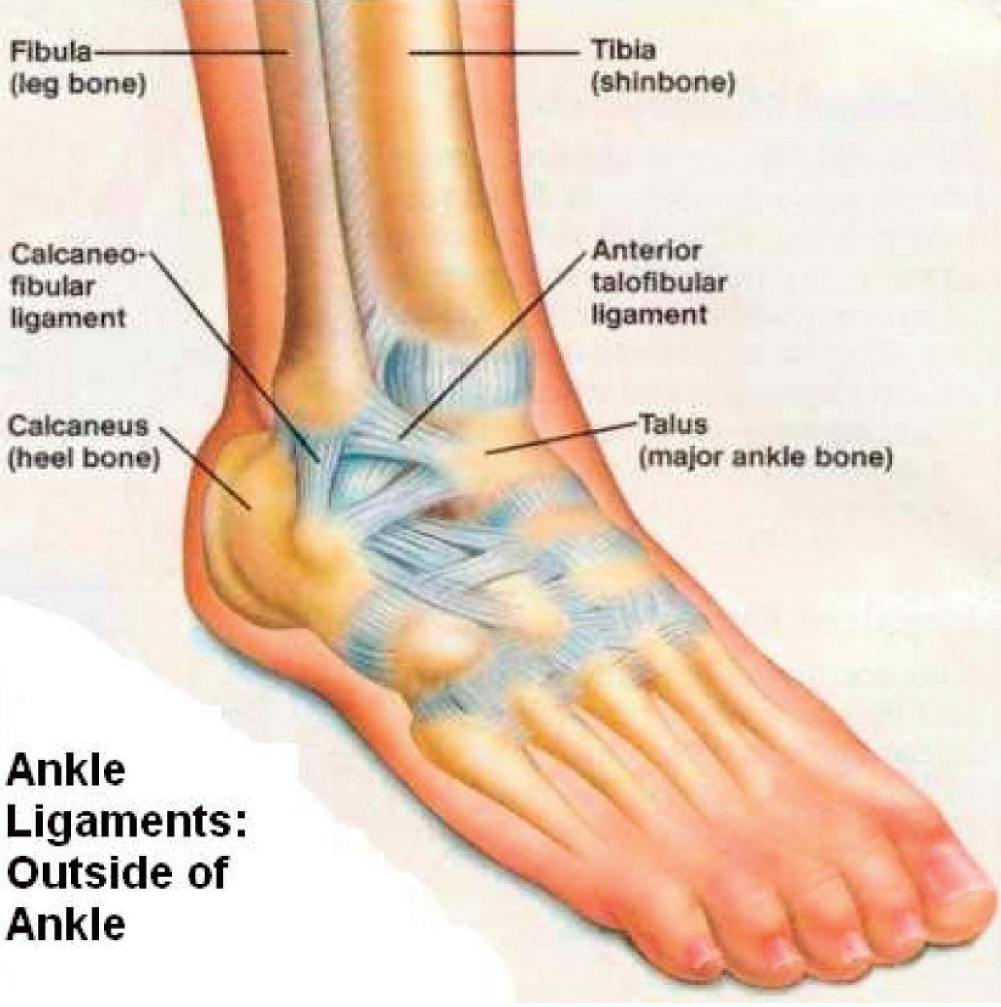 Fibula
(leg bone)
Tibia
(shinbone)
Calcaneo-
fibular
ligament
Anterior
talofibular
ligament
Calcaneus
(heel bone)
Talus
(major ankle bone)
Ankle
Ligaments:
Outside of
Ankle